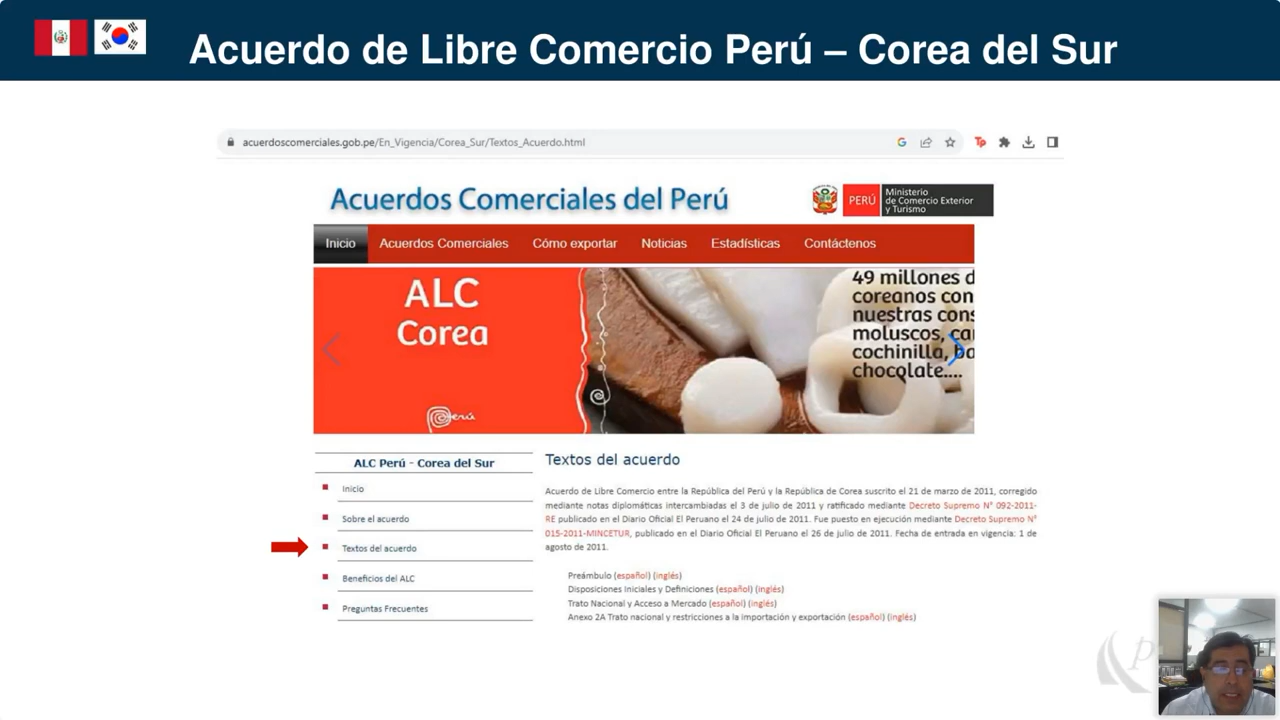 Acuerdo de Libre Comercio Perú – Corea del Sur
acuerdoscomerciales.gob.pe/En_Vigencia/Corea_Sur/Textos_Acuerdo.html
Acuerdos Comerciales del Perú
PERÚ
Ministerio
de Comercio Exterior
y Turismo
Inicio Acuerdos Comerciales Cómo exportar Noticias Estadísticas Contáctenos
ALC
Corea
Perú
49 millones d
coreanos con
nuestras cons
moluscos, ca
cochinilla, ba
chocolate....
ALC Perú - Corea del Sur
Inicio
Sobre el acuerdo
Textos del acuerdo
Beneficios del ALC
Preguntas Frecuentes
Textos del acuerdo
Acuerdo de Libre Comercio entre la República del Perú y la República de Corea suscrito el 21 de marzo de 2011, corregido
mediante notas diplomáticas intercambiadas el 3 de julio de 2011 y ratificado mediante Decreto Supremo N° 092-2011-
RE publicado en el Diario Oficial El Peruano el 24 de julio de 2011. Fue puesto en ejecución mediante Decreto Supremo N°
015-2011-MINCETUR, publicado en el Diario Oficial El Peruano el 26 de julio de 2011. Fecha de entrada en vigencia: 1 de
agosto de 2011.
Preámbulo (español) (inglés)
Disposiciones Iniciales y Definiciones (español) (inglés)
Trato Nacional y Acceso a Mercado (español) (inglés)
Anexo 2A Trato nacional y restricciones a la importación y exportación (español) (inglés)